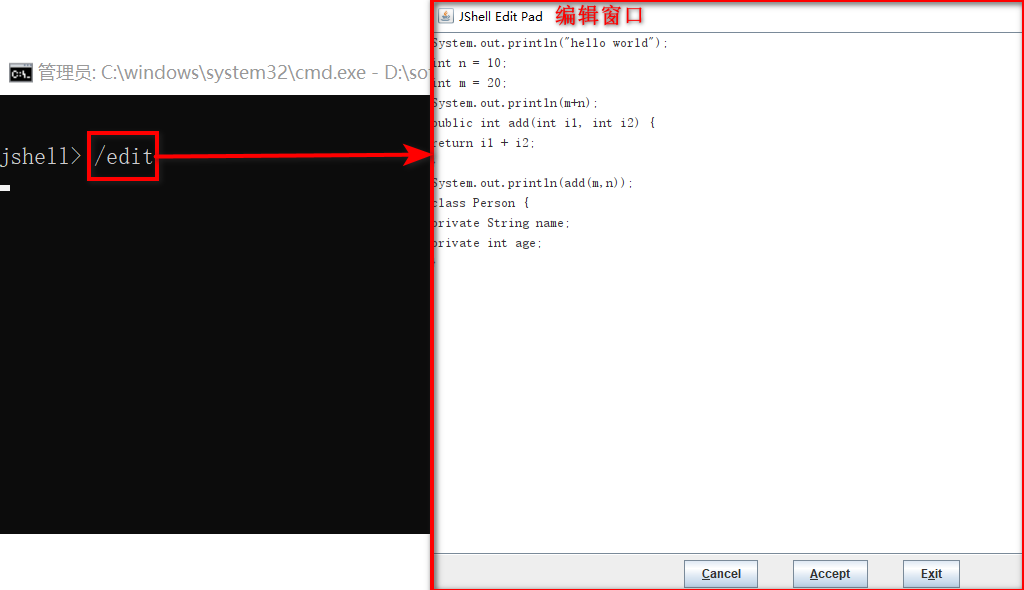 管理员: C:\windows\system32\cmd.exe - D:\so
jshell> /edit
JShell Edit Pad 编辑窗口
System.out.println("hello world");
int n = 10;
int m = 20;
System.out.println(m+n);
public int add(int i1, int i2) {
return i1 + i2;
System.out.println(add(m,n));
class Person {
private String name;
private int age;
Cancel
Accept
Exit